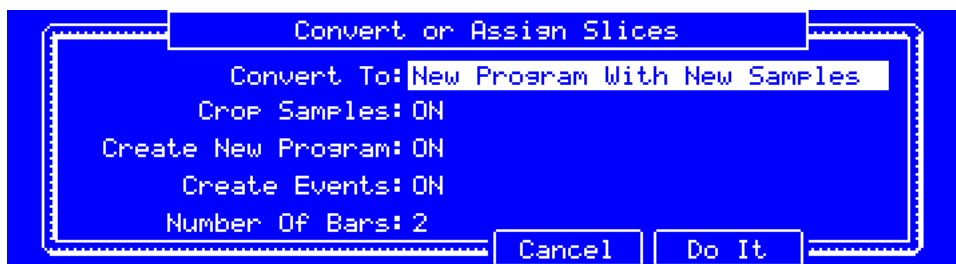 Convert or Assign Slices
Convert To: New Program With New Samples
Crop Samples: ON
Create New Program: ON
Create Events: ON
Number Of Bars: 2
Cancel Do It